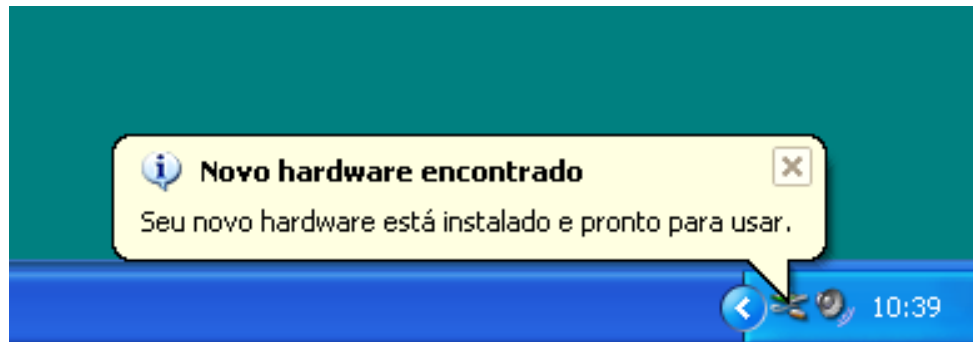 Novo hardware encontrado
Seu novo hardware está instalado e pronto para usar.
10:39